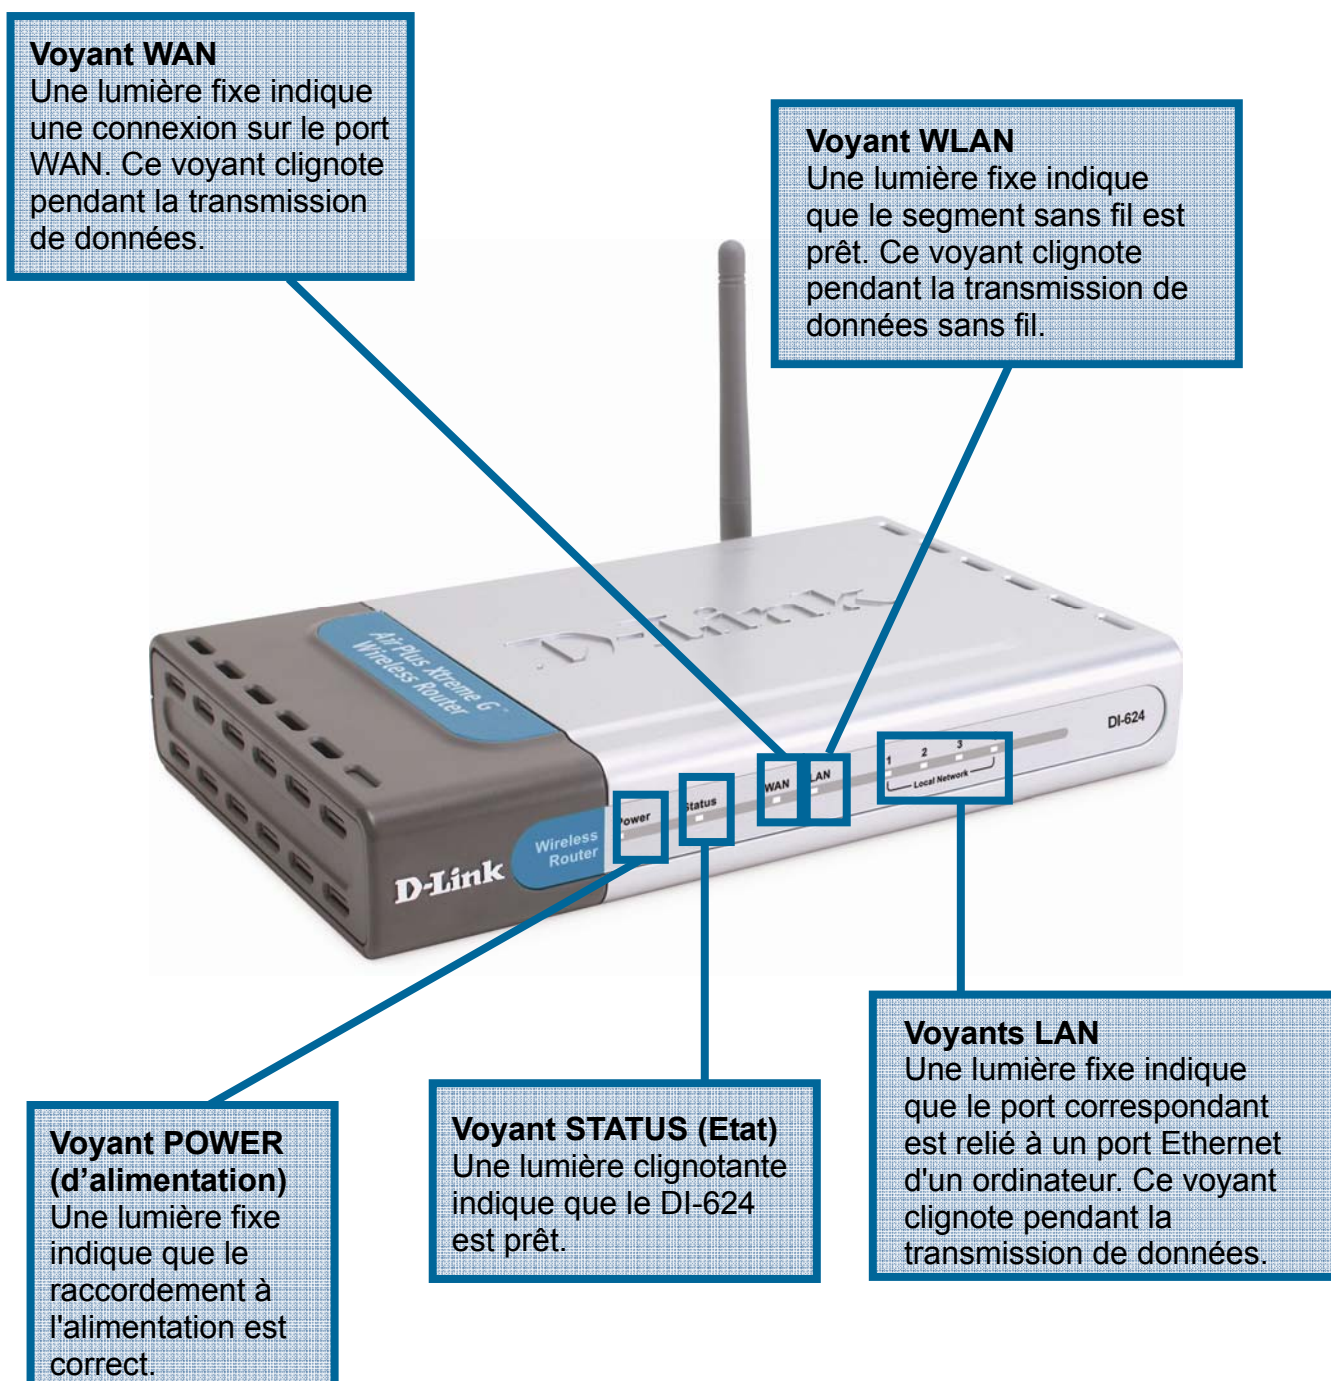 Voyant WAN
Une lumière fixe indique
une connexion sur le port
WAN. Ce voyant clignote
pendant la transmission
de données.
Voyant WLAN
Une lumière fixe indique
que le segment sans fil est
prêt. Ce voyant clignote
pendant la transmission de
données sans fil.
D-Link
Air Plus Xtreme G™
Wireless Router
DI-624
1 2 3
Local Network
LAN
WAN
Status
Power
Wireless
Router
D-Link
Voyants LAN
Une lumière fixe indique
que le port correspondant
est relié à un port Ethernet
d'un ordinateur. Ce voyant
clignote pendant la
transmission de données.
Voyant STATUS (Etat)
Une lumière clignotante
indique que le DI-624
est prêt.
Voyant POWER
(d’alimentation)
Une lumière fixe
indique que le
raccordement à
l'alimentation est
correct.